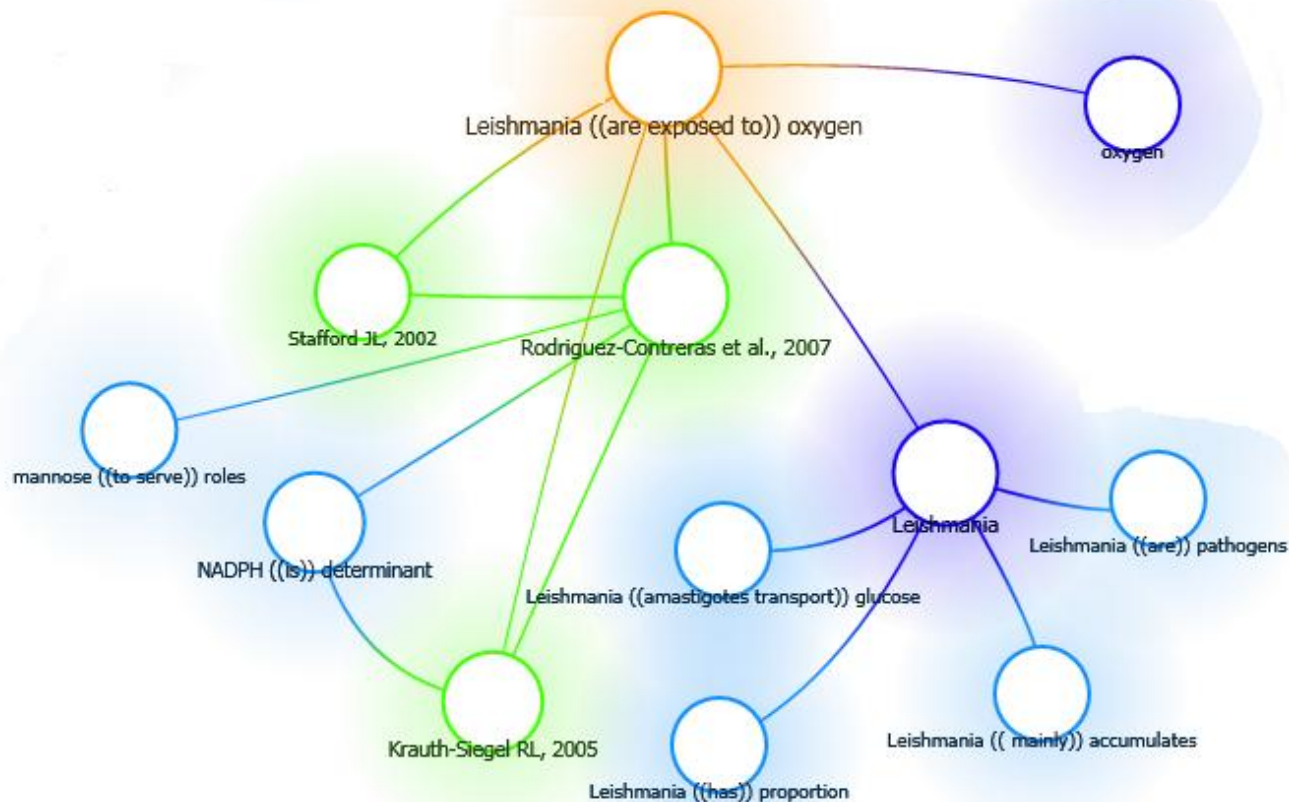 Leishmania ((are exposed to)) oxygen
oxygen
Stafford JL, 2002
Rodriguez-Contreras et al., 2007
mannose ((to serve)) roles
Leishmania
Leishmania ((are)) pathogens
NADPH ((is)) determinant
Leishmania ((amastigotes transport)) glucose
Krauth-Siegel RL, 2005
Leishmania (( mainly)) accumulates
Leishmania ((has)) proportion